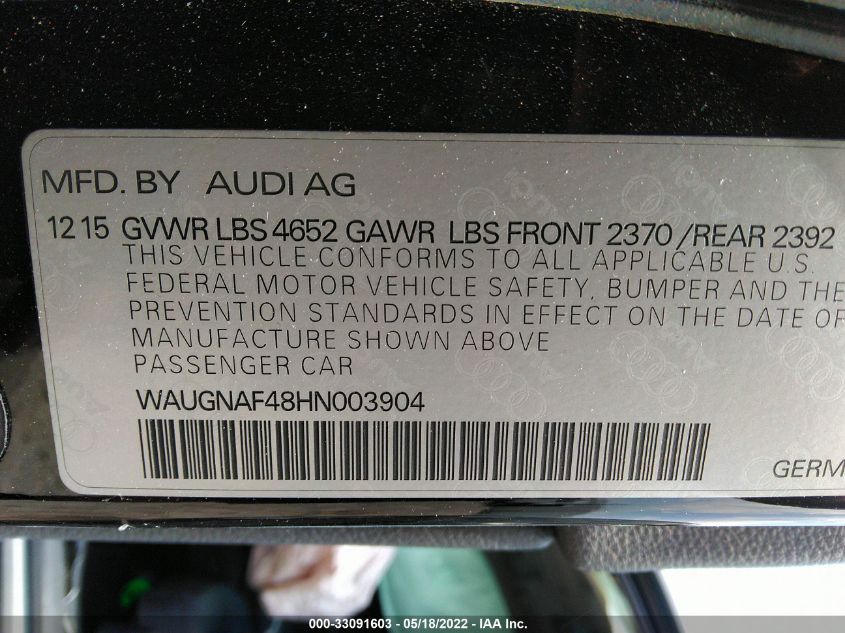 MFD. BY AUDI AG
12 15 GVWR LBS 4652 GAWR LBS FRONT 2370 /REAR 2392
THIS VEHICLE CONFORMS TO ALL APPLICABLE U.S.
FEDERAL MOTOR VEHICLE SAFETY, BUMPER AND THE
PREVENTION STANDARDS IN EFFECT ON THE DATE OF
MANUFACTURE SHOWN ABOVE
PASSENGER CAR
WAUGNAF48HN003904
GERM
000-33091603 / 05/18/2022 - IAA Inc.